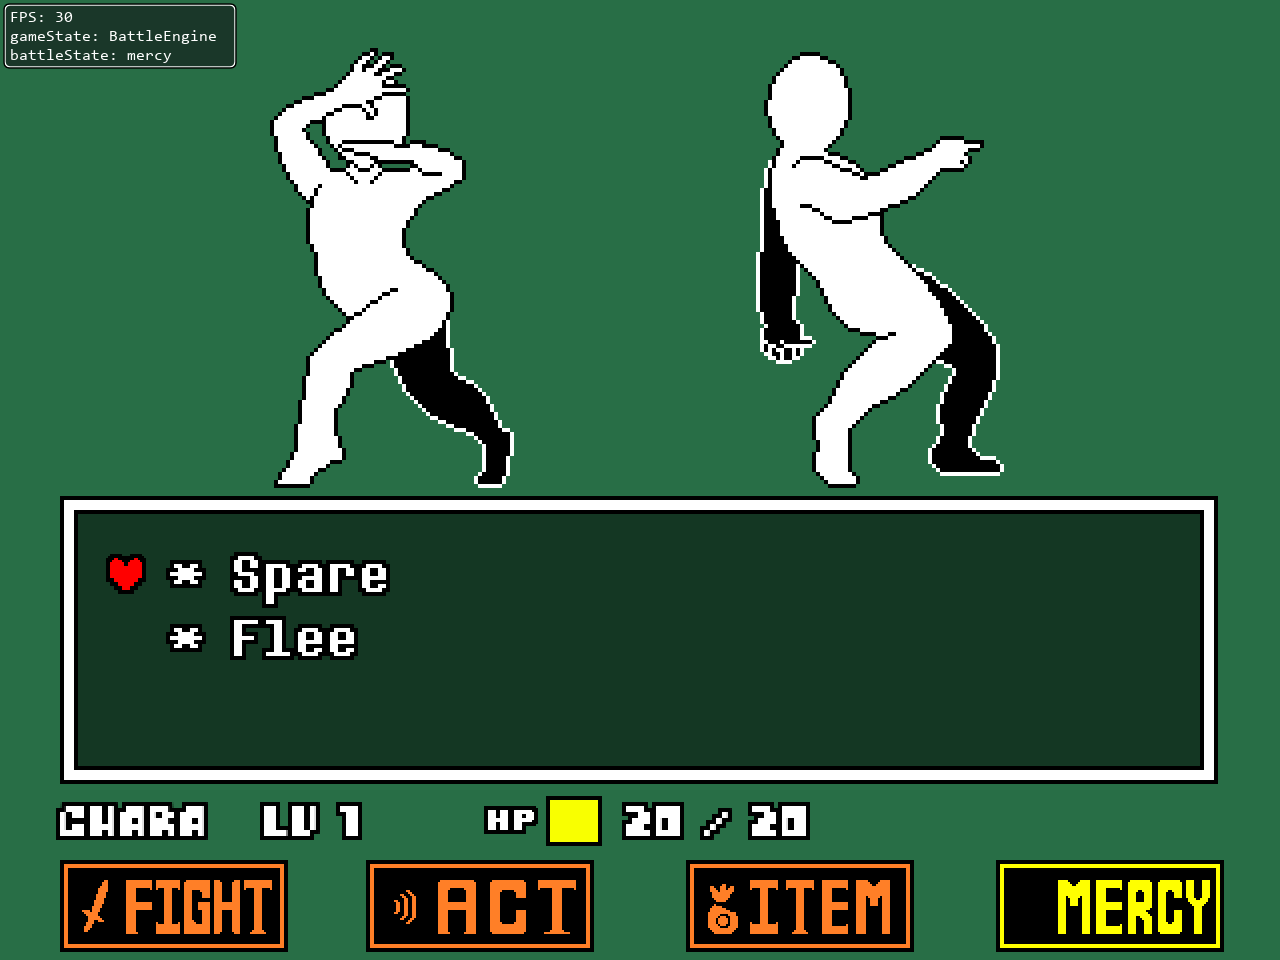 FPS: 30
gameState: BattleEngine
battleState: mercy
* Spare
* Flee
CHARA LV 1 HP 20 / 20
FIGHT ACT ITEM MERCY